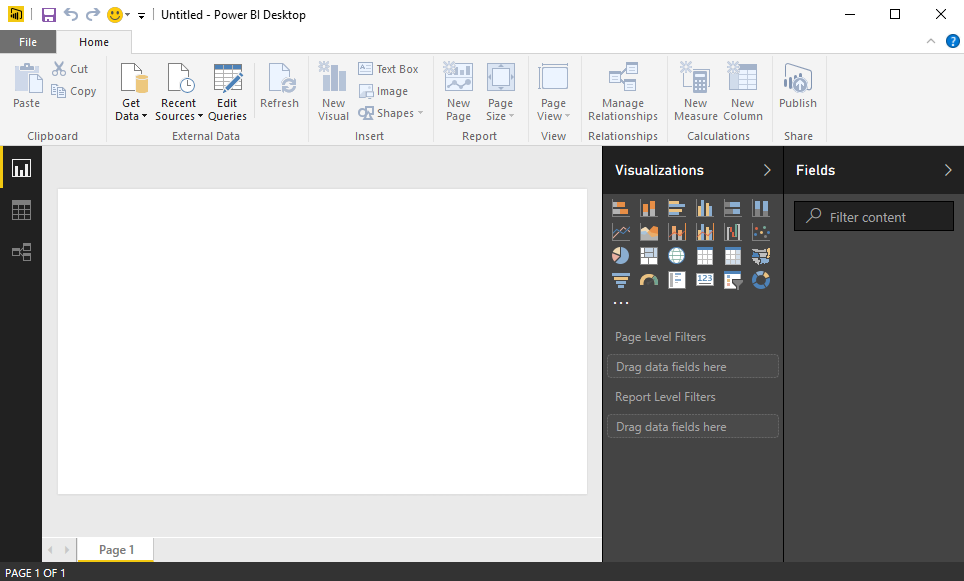 Untitled - Power BI Desktop
File
Home
Paste
Cut
Copy
Clipboard
Get Data
Recent Sources
Edit Queries
External Data
Refresh
New Visual
Text Box
Image
Shapes
Insert
New Page
Page Size
Report
Page View
View
Manage Relationships
Relationships
New Measure
New Column
Calculations
Publish
Share
Visualizations
123
Page Level Filters
Drag data fields here
Report Level Filters
Drag data fields here
Fields
Filter content
Page 1
PAGE 1 OF 1